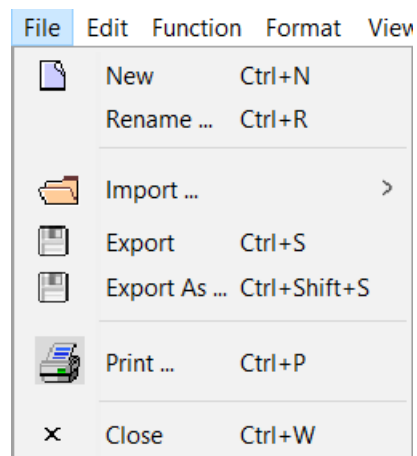 File Edit Function Format View
New Ctrl+N
Rename ... Ctrl+R
Import ... >
Export Ctrl+S
Export As ... Ctrl+Shift+S
Print ... Ctrl+P
Close Ctrl+W